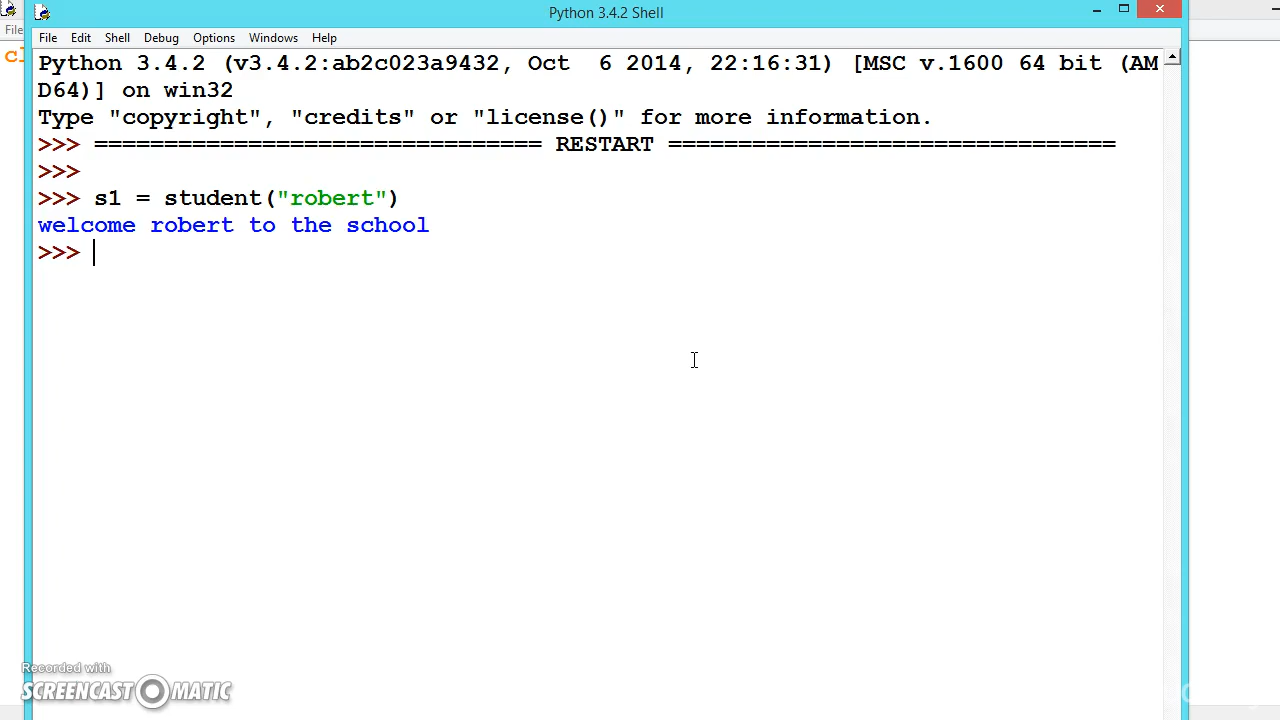 Python 3.4.2 Shell
File
File Edit Shell Debug Options Windows Help
Python 3.4.2 (v3.4.2:ab2c023a9432, Oct  6 2014, 22:16:31) [MSC v.1600 64 bit (AM
D64)] on win32
Type "copyright", "credits" or "license()" for more information.
>>> ================================ RESTART ================================
>>>
>>> s1 = student("robert")
welcome robert to the school
>>>
Recorded with
SCREENCAST MATIC